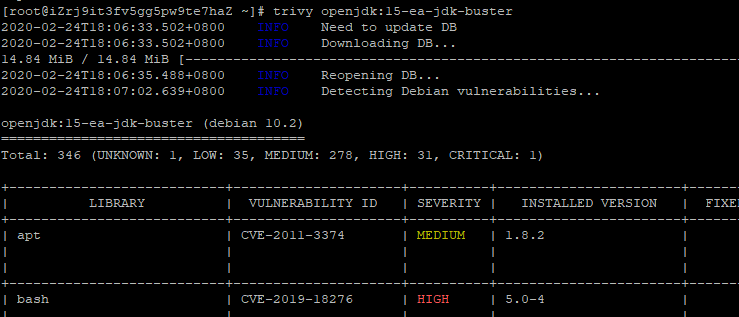 [root@iZrj9it3fv5gg5pw9te7haZ ~]# trivy openjdk:15-ea-jdk-buster
2020-02-24T18:06:33.502+0800 INFO Need to update DB
2020-02-24T18:06:33.502+0800 INFO Downloading DB...
14.84 MiB / 14.84 MiB [---------------------------------------------------------------------
2020-02-24T18:06:35.488+0800 INFO Reopening DB...
2020-02-24T18:07:02.639+0800 INFO Detecting Debian vulnerabilities...
openjdk:15-ea-jdk-buster (debian 10.2)
======================================
Total: 346 (UNKNOWN: 1, LOW: 35, MEDIUM: 278, HIGH: 31, CRITICAL: 1)
| LIBRARY | VULNERABILITY ID | SEVERITY | INSTALLED VERSION |
| apt | CVE-2011-3374 | MEDIUM | 1.8.2 |
| bash | CVE-2019-18276 | HIGH | 5.0-4 |